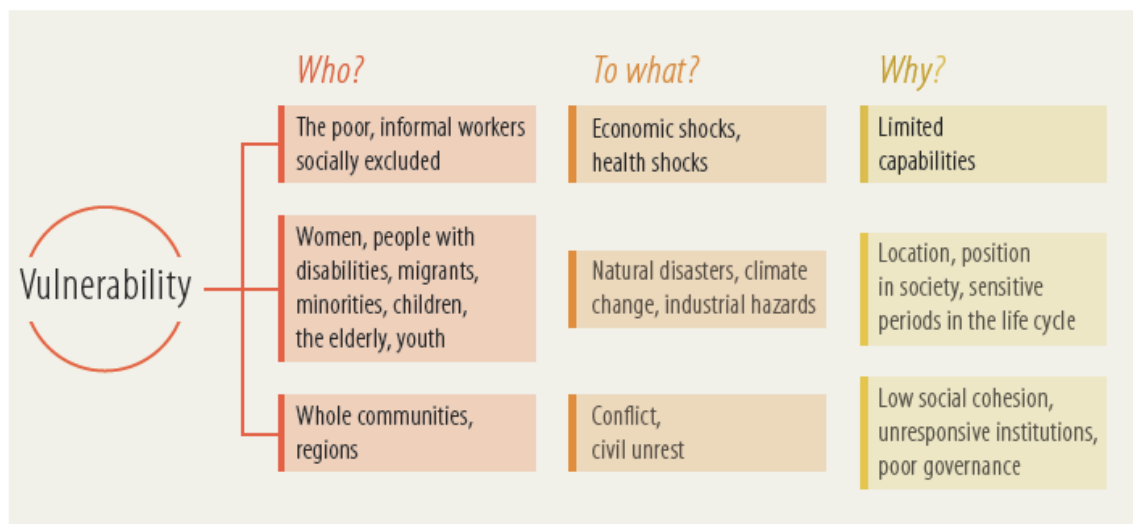 Who?
To what?
Why?
The poor, informal workers
socially excluded
Economic shocks,
health shocks
Limited
capabilities
Vulnerability
Women, people with
disabilities, migrants,
minorities, children,
the elderly, youth
Natural disasters, climate
change, industrial hazards
Location, position
in society, sensitive
periods in the life cycle
Whole communities,
regions
Conflict,
civil unrest
Low social cohesion,
unresponsive institutions,
poor governance